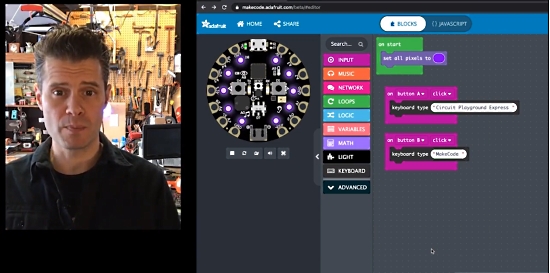 makecode.adafruit.com/beta#editor
adafruit
HOME
SHARE
BLOCKS
{} JAVASCRIPT
Search...
INPUT
MUSIC
NETWORK
LOOPS
LOGIC
VARIABLES
MATH
LIGHT
KEYBOARD
ADVANCED
on start
set all pixels to
on button A click
keyboard type "Circuit Playground Express"
on button B click
keyboard type "MakeCode"